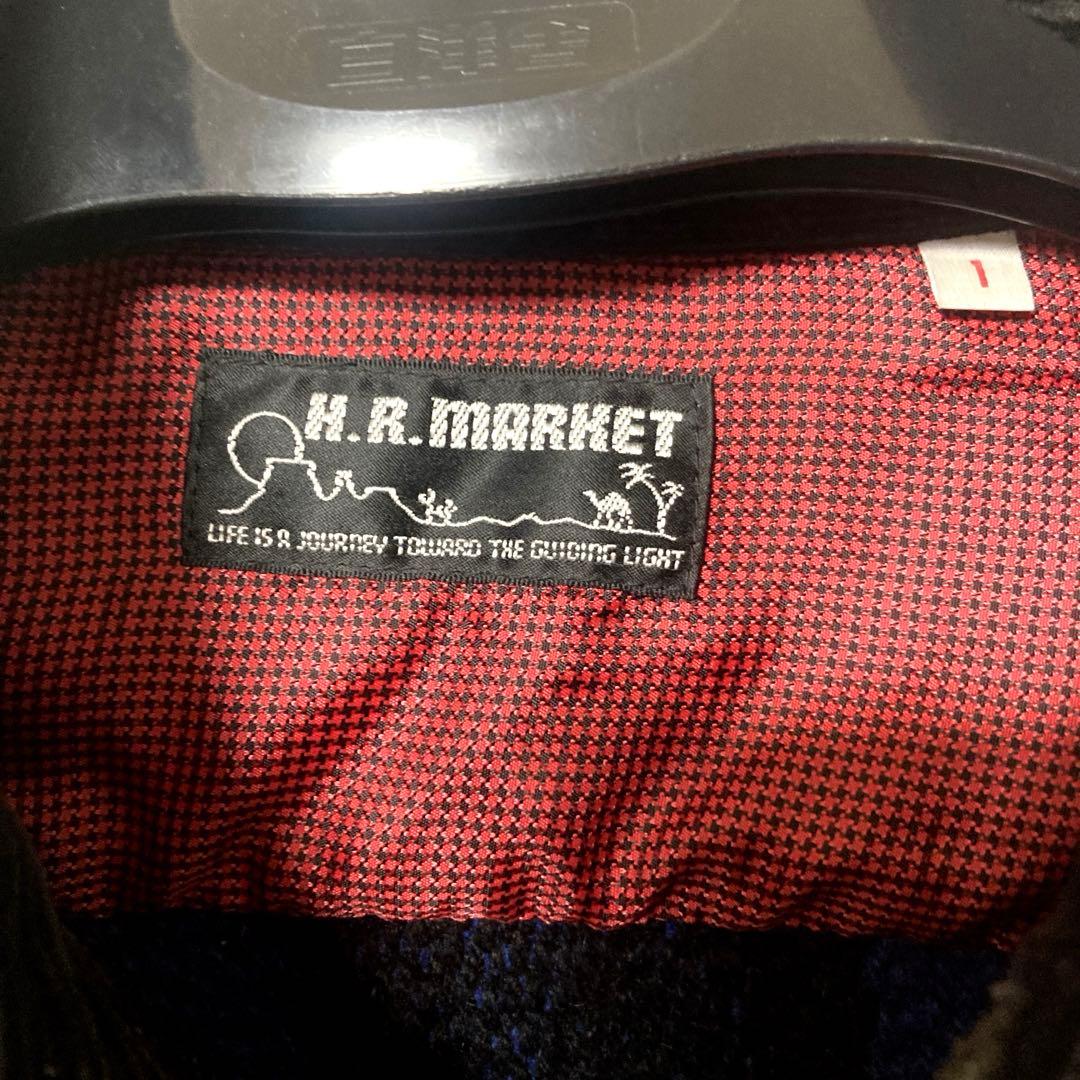 1
H.R.MARKET
LIFE IS A JOURNEY TOWARD THE GUIDING LIGHT